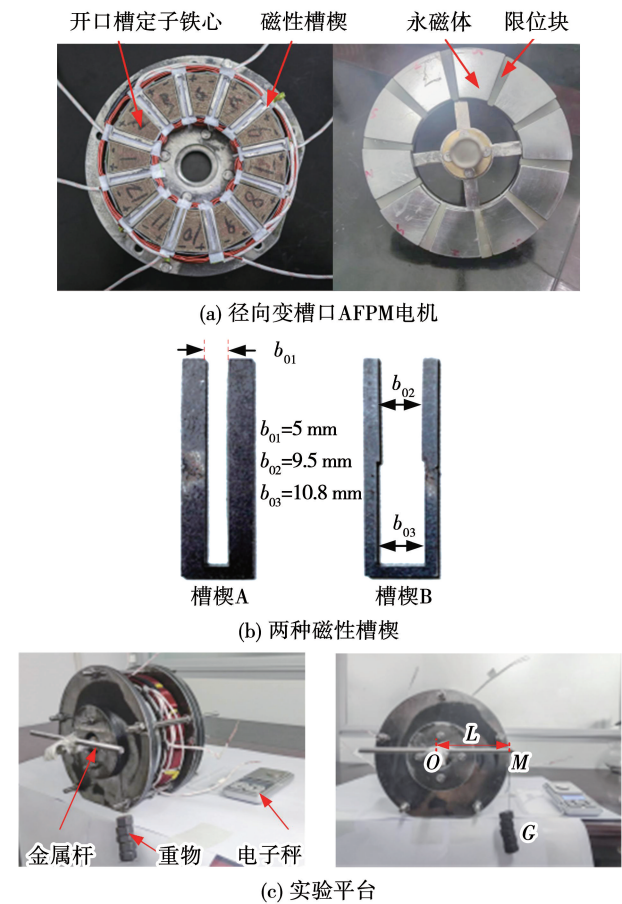 开口槽定子铁心 磁性槽楔 永磁体 限位块
(a) 径向变槽口AFPM电机
b01
b02
b01=5 mm
b02=9.5 mm
b03=10.8 mm
b03
槽楔A 槽楔B
(b) 两种磁性槽楔
L
O M
G
金属杆 重物 电子秤
(c) 实验平台